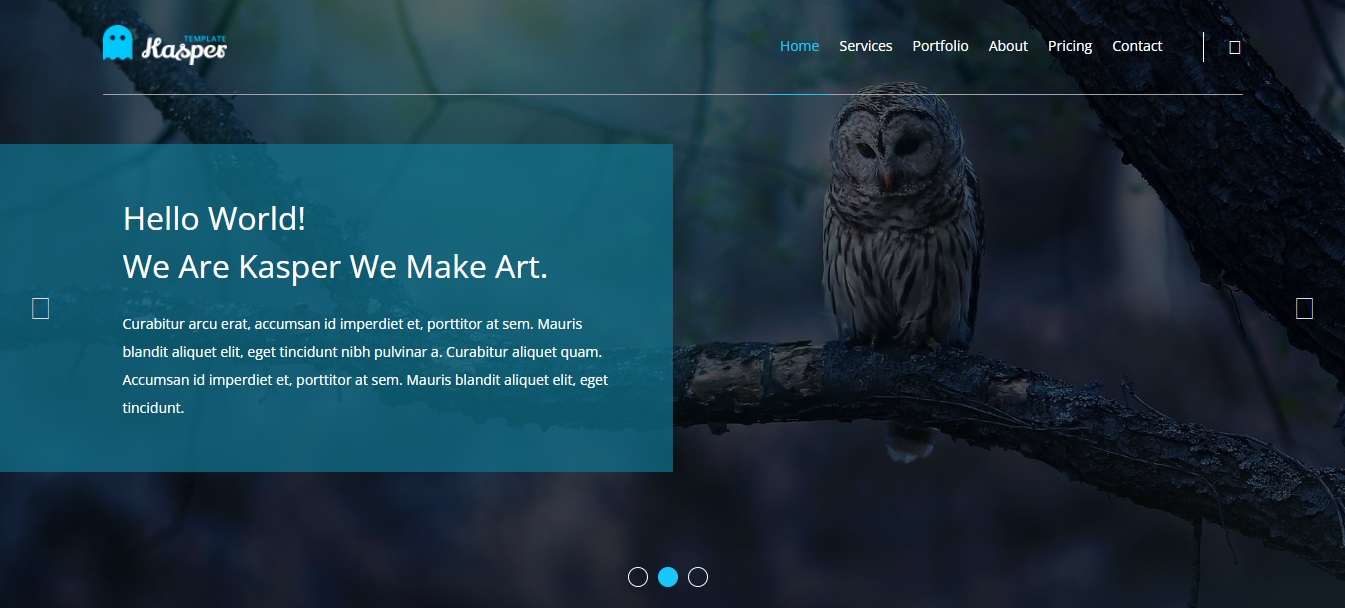 TEMPLATE
Kasper
Home Services Portfolio About Pricing Contact
Hello World!
We Are Kasper We Make Art.
Curabitur arcu erat, accumsan id imperdiet et, porttitor at sem. Mauris
blandit aliquet elit, eget tincidunt nibh pulvinar a. Curabitur aliquet quam.
Accumsan id imperdiet et, porttitor at sem. Mauris blandit aliquet elit, eget
tincidunt.